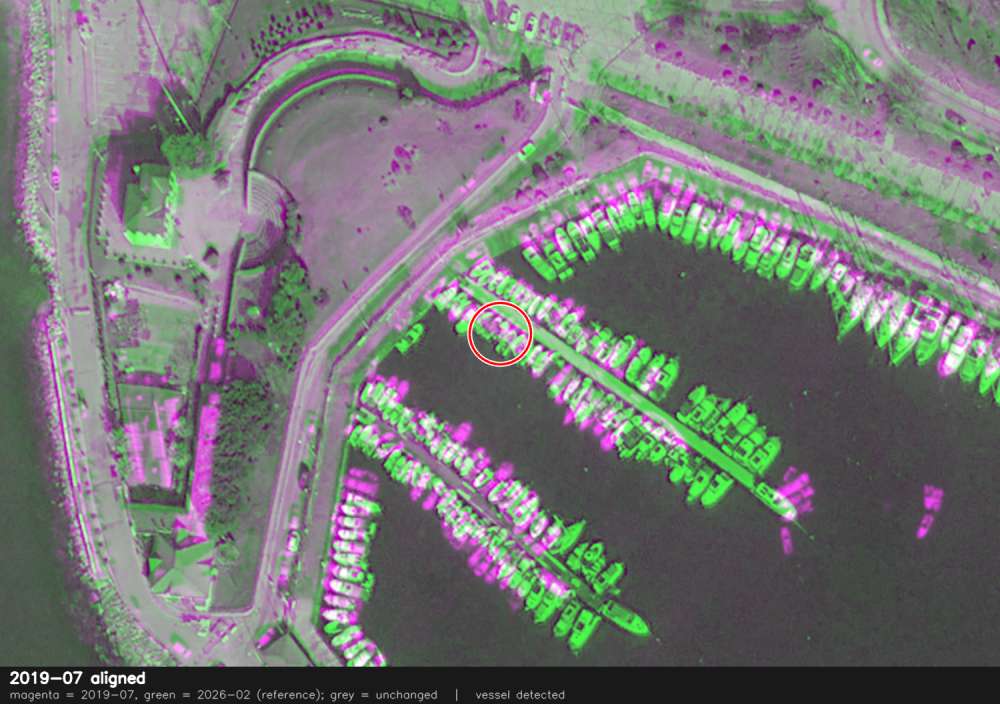 2019-07 aligned
magenta = 2019-07, green = 2026-02 (reference); grey = unchanged | vessel detected